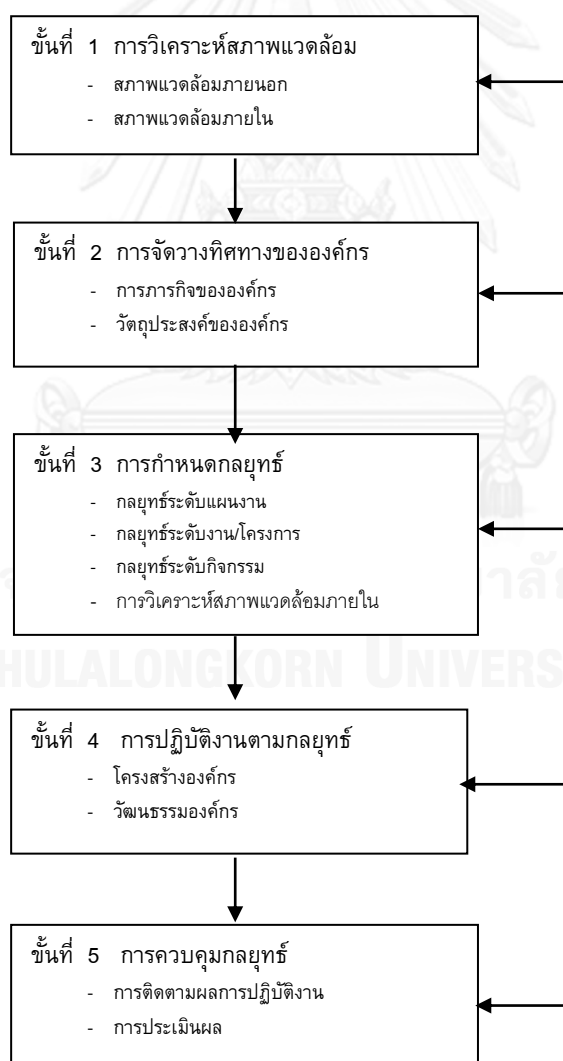 ขั้นที่ 1 การวิเคราะห์สภาพแวดล้อม
- สภาพแวดล้อมภายนอก
- สภาพแวดล้อมภายใน
ขั้นที่ 2 การจัดวางทิศทางขององค์กร
- การภารกิจขององค์กร
- วัตถุประสงค์ขององค์กร
ขั้นที่ 3 การกำหนดกลยุทธ์
- กลยุทธ์ระดับแผนงาน
- กลยุทธ์ระดับงาน/โครงการ
- กลยุทธ์ระดับกิจกรรม
- การวิเคราะห์สภาพแวดล้อมภายใน
าลัย
HULALONGKORN UNIVERS
ขั้นที่ 4 การปฏิบัติงานตามกลยุทธ์
- โครงสร้างองค์กร
- วัฒนธรรมองค์กร
ขั้นที่ 5 การควบคุมกลยุทธ์
- การติดตามผลการปฏิบัติงาน
- การประเมินผล